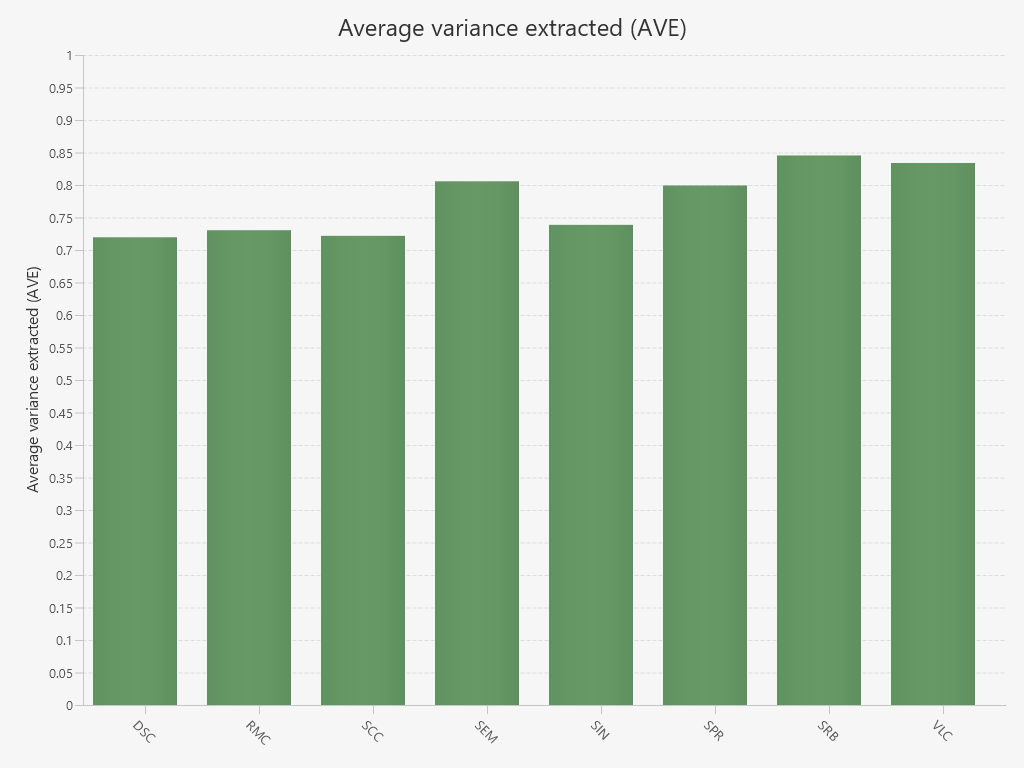 Average variance extracted (AVE)
Average variance extracted (AVE)
1
0.95
0.9
0.85
0.8
0.75
0.7
0.65
0.6
0.55
0.5
0.45
0.4
0.35
0.3
0.25
0.2
0.15
0.1
0.05
0
DSC
RMC
SCC
SEM
SIN
SPR
SRB
VLC